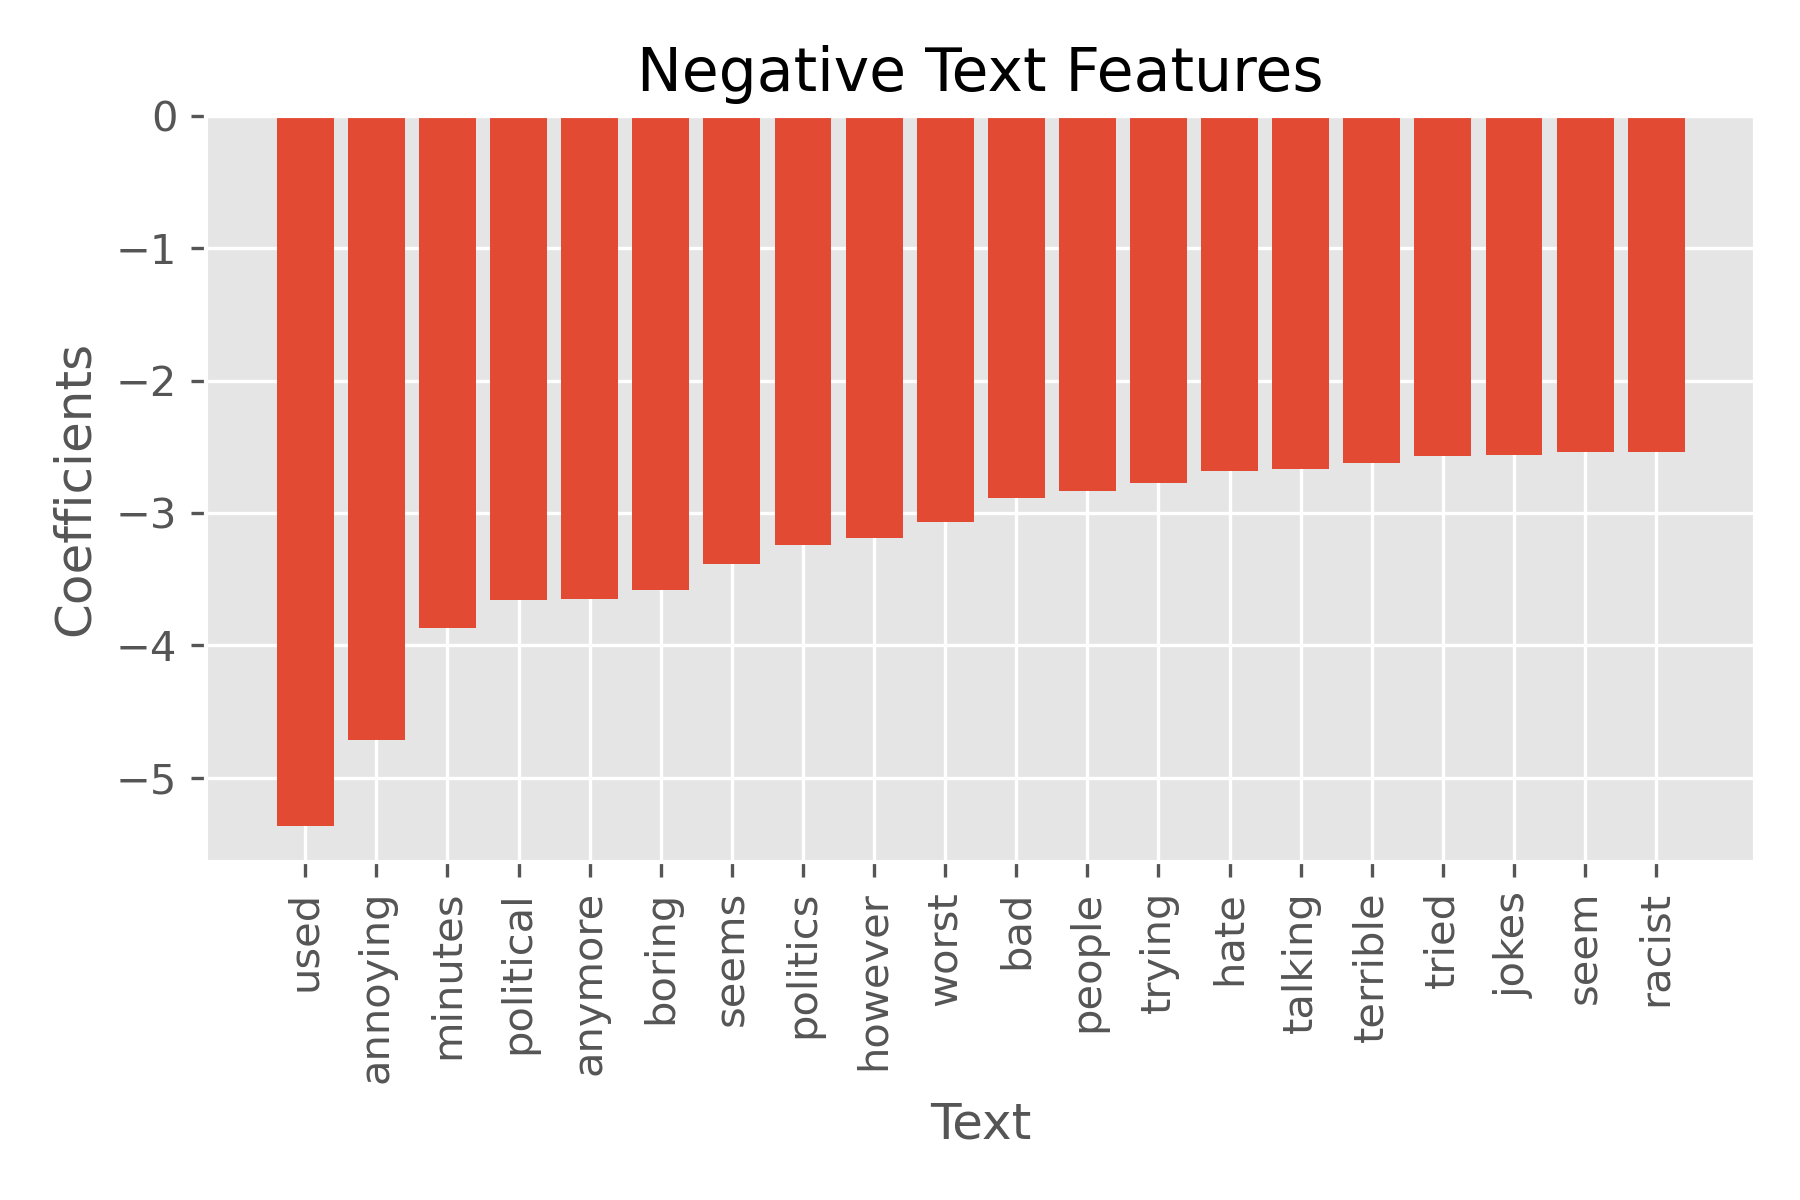 Negative Text Features
Coefficients
0
−1
−2
−3
−4
−5
used
annoying
minutes
political
anymore
boring
seems
politics
however
worst
bad
people
trying
hate
talking
terrible
tried
jokes
seem
racist
Text